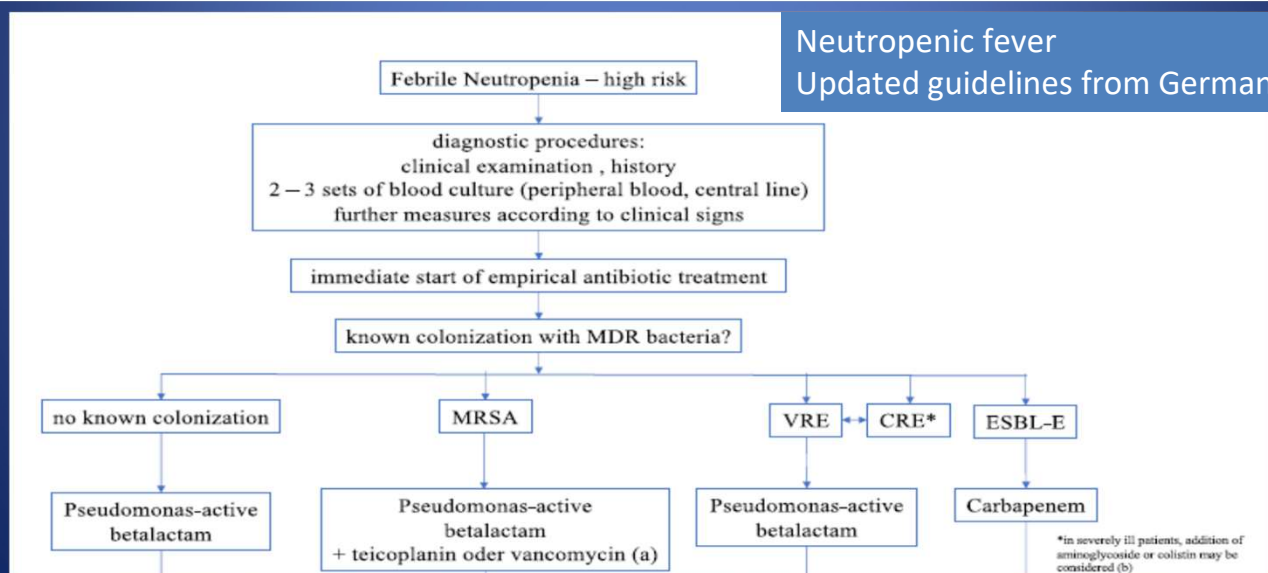 Neutropenic fever
Updated guidelines from German
Febrile Neutropenia – high risk
diagnostic procedures:
clinical examination , history
2 – 3 sets of blood culture (peripheral blood, central line)
further measures according to clinical signs
immediate start of empirical antibiotic treatment
known colonization with MDR bacteria?
no known colonization
MRSA
VRE
CRE*
ESBL-E
Pseudomonas-active
betalactam
Pseudomonas-active
betalactam
+ teicoplanin oder vancomycin (a)
Pseudomonas-active
betalactam
Carbapenem
*in severely ill patients, addition of
aminoglycoside or colistin may be
considered (b)